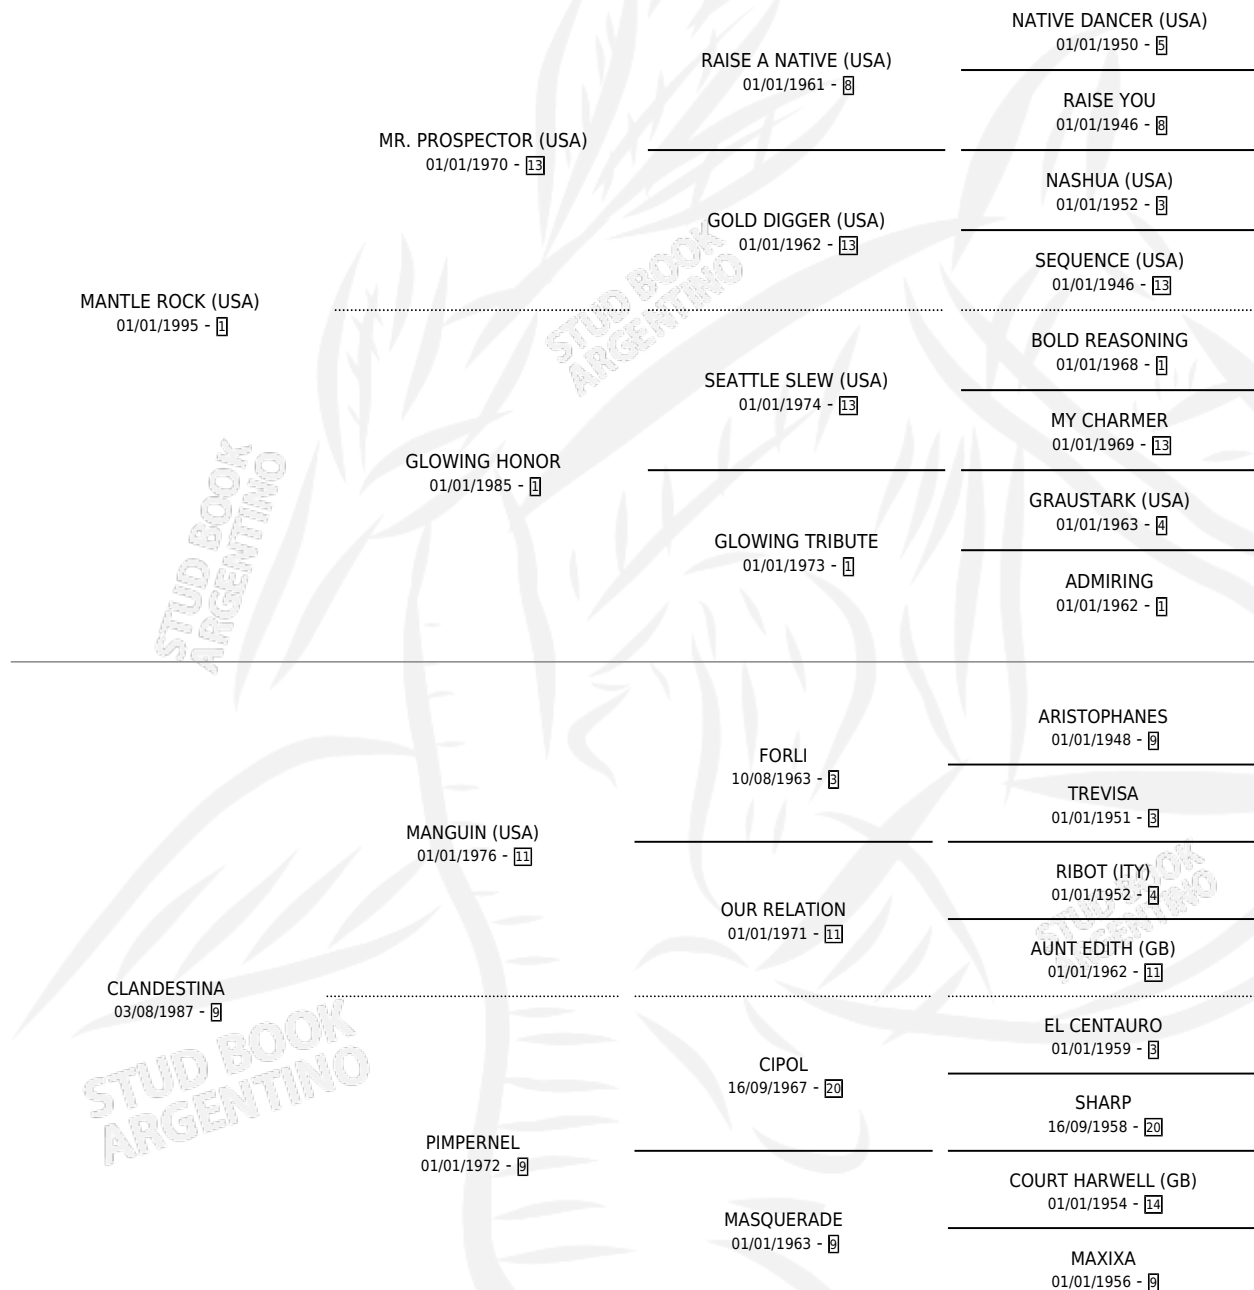 NATIVE DANCER (USA)
01/01/1950 - 5
RAISE A NATIVE (USA)
01/01/1961 - 8
RAISE YOU
01/01/1946 - 8
MR. PROSPECTOR (USA)
01/01/1970 - 13
NASHUA (USA)
01/01/1952 - 3
GOLD DIGGER (USA)
01/01/1962 - 13
SEQUENCE (USA)
01/01/1946 - 13
MANTLE ROCK (USA)
01/01/1995 - 1
BOLD REASONING
01/01/1968 - 1
SEATTLE SLEW (USA)
01/01/1974 - 13
MY CHARMER
01/01/1969 - 13
GLOWING HONOR
01/01/1985 - 1
GRAUSTARK (USA)
01/01/1963 - 4
GLOWING TRIBUTE
01/01/1973 - 1
ADMIRING
01/01/1962 - 1
ARISTOPHANES
01/01/1948 - 9
FORLI
10/08/1963 - 3
TREVISA
01/01/1951 - 3
MANGUIN (USA)
01/01/1976 - 11
RIBOT (ITY)
01/01/1952 - 4
OUR RELATION
01/01/1971 - 11
AUNT EDITH (GB)
01/01/1962 - 11
CLANDESTINA
03/08/1987 - 9
EL CENTAURO
01/01/1959 - 3
CIPOL
16/09/1967 - 20
SHARP
16/09/1958 - 20
PIMPERNEL
01/01/1972 - 9
COURT HARWELL (GB)
01/01/1954 - 14
MASQUERADE
01/01/1963 - 9
MAXIXA
01/01/1956 - 9
STUD BOOK
ARGENTINO
STUD BOOK
ARGENTINO
STUD BOOK
ARGENTINO
STUD BOOK
ARGENTINO